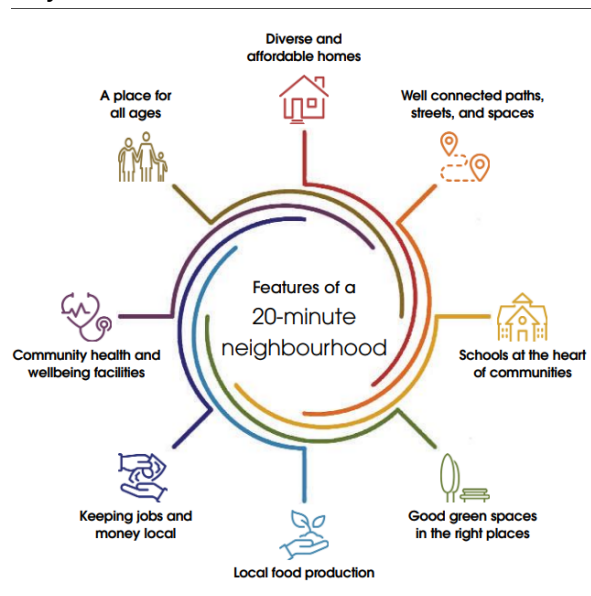 Diverse and
affordable homes
A place for
all ages
Well connected paths,
streets, and spaces
Features of a
20-minute
neighbourhood
Community health and
wellbeing facilities
Schools at the heart
of communities
Keeping jobs and
money local
Good green spaces
in the right places
Local food production